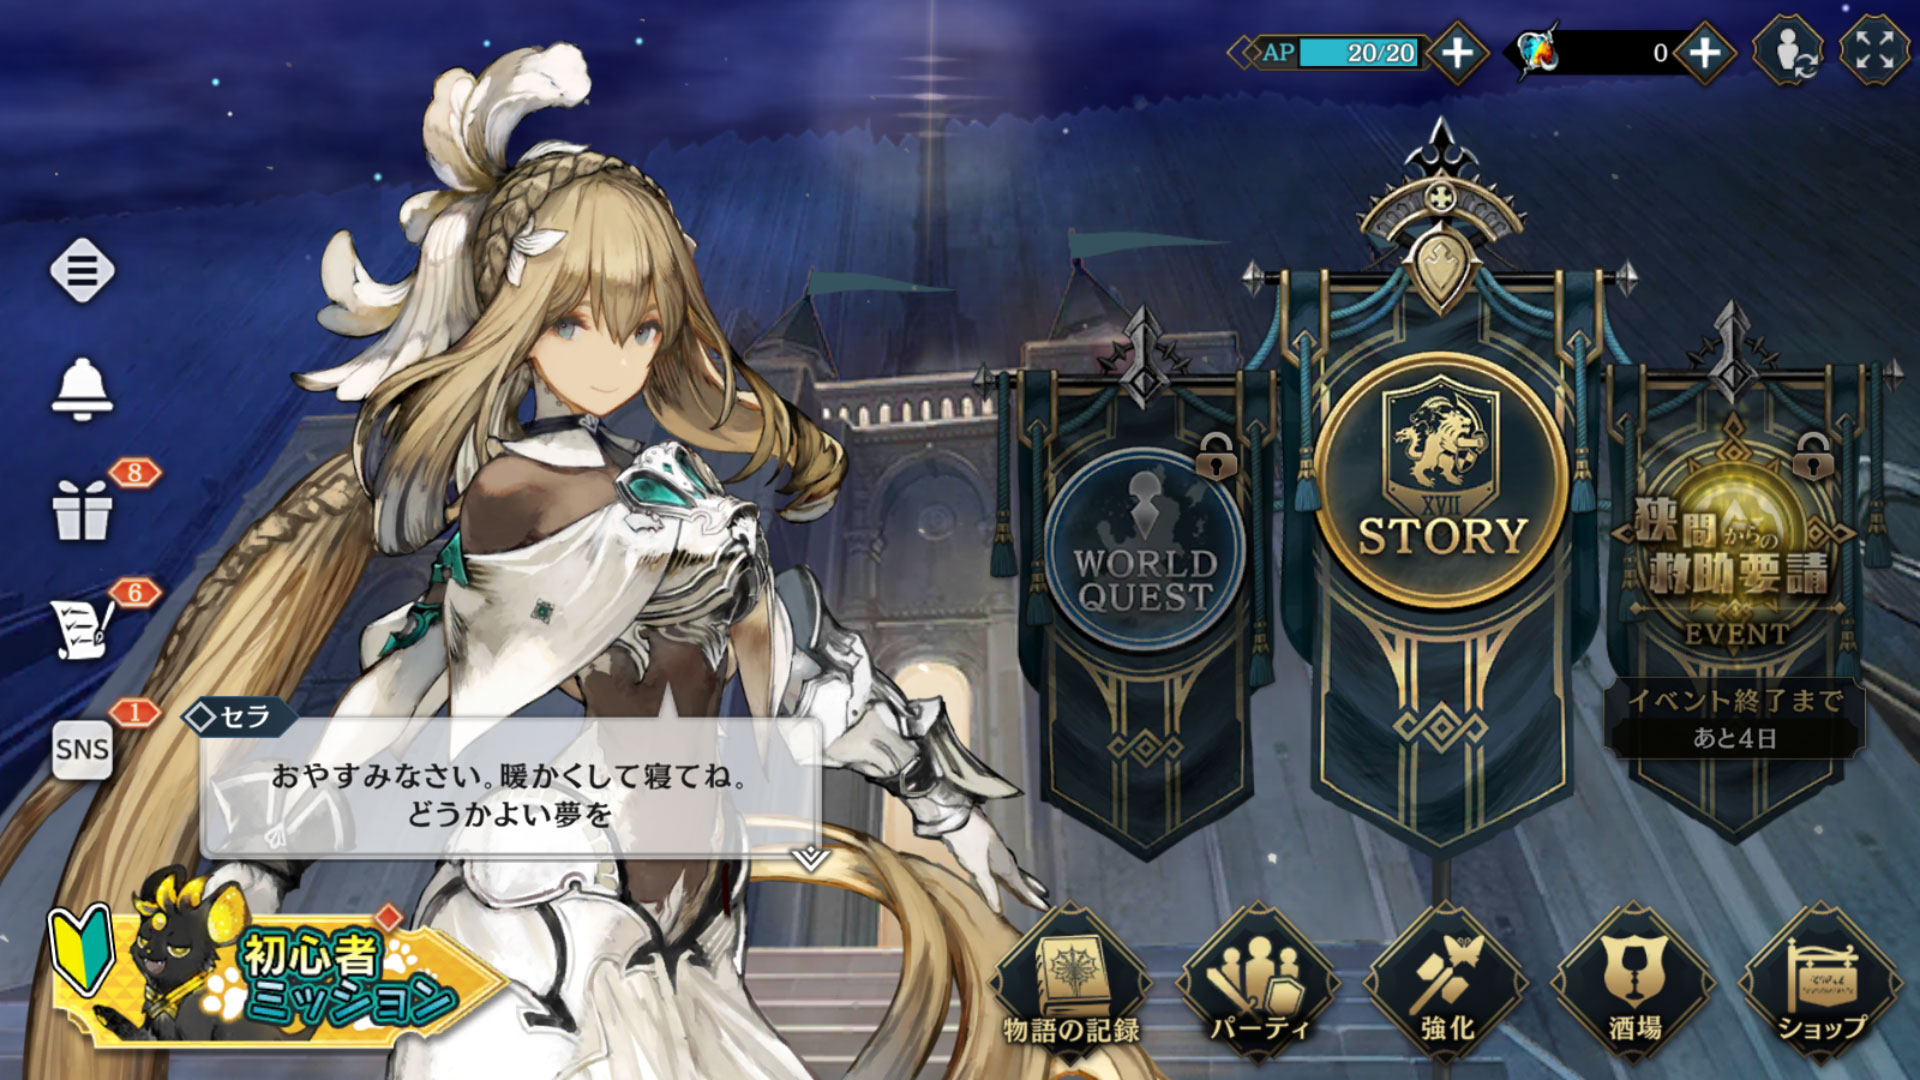 AP 20/20
0
8
6
1
SNS
WORLD
QUEST
XVII
STORY
狭間からの
救助要請
EVENT
イベント終了まで
あと4日
セラ
おやすみなさい。暖かくして寝てね。
どうかよい夢を
初心者
ミッション
物語の記録
パーティ
強化
酒場
ショップ